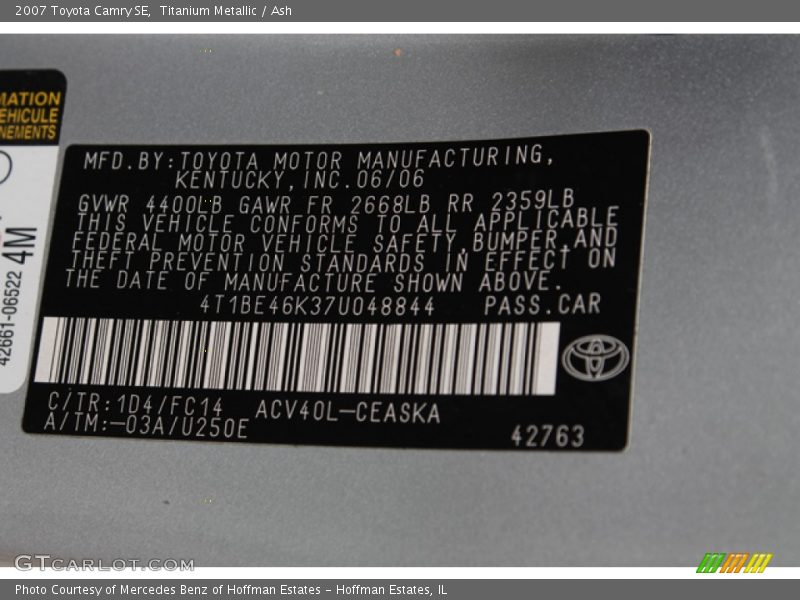 2007 Toyota Camry SE, Titanium Metallic / Ash
MATION
EHICULE
NEMENTS
42661-06522 4M
MFD.BY:TOYOTA MOTOR MANUFACTURING,
KENTUCKY,INC.06/06
GVWR 4400LB GAWR FR 2668LB RR 2359LB
THIS VEHICLE CONFORMS TO ALL APPLICABLE
FEDERAL MOTOR VEHICLE SAFETY,BUMPER,AND
THEFT PREVENTION STANDARDS IN EFFECT ON
THE DATE OF MANUFACTURE SHOWN ABOVE.
4T1BE46K37U048844 PASS.CAR
C/TR:1D4/FC14 ACV40L-CEASKA
A/TM:-03A/U250E
42763
GTCARLOT.COM
Photo Courtesy of Mercedes Benz of Hoffman Estates - Hoffman Estates, IL